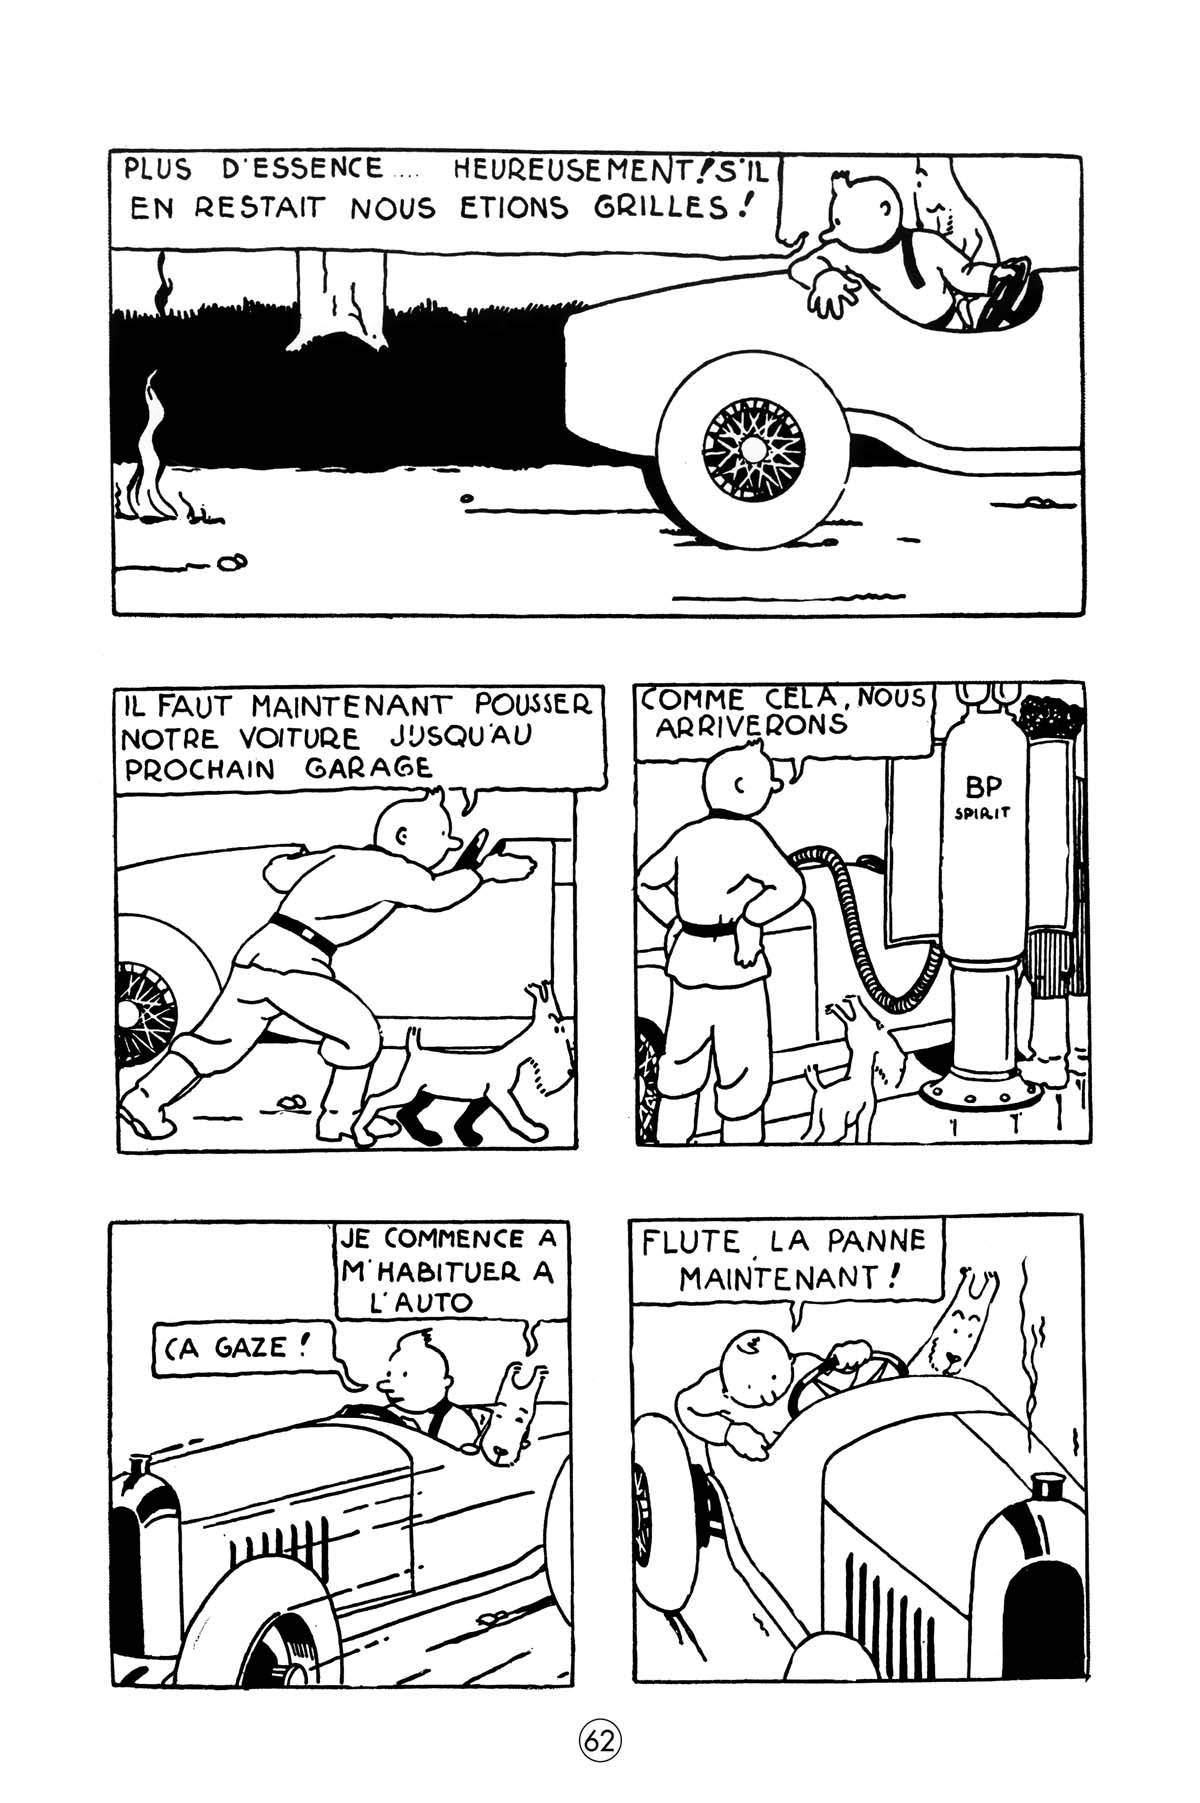 PLUS D'ESSENCE .... HEUREUSEMENT! S'IL
EN RESTAIT NOUS ETIONS GRILLES!
IL FAUT MAINTENANT POUSSER
NOTRE VOITURE JUSQU'AU
PROCHAIN GARAGE
COMME CELA, NOUS
ARRIVERONS
BP
SPIRIT
JE COMMENCE A
M'HABITUER A
L'AUTO
ÇA GAZE!
FLUTE, LA PANNE
MAINTENANT!
62